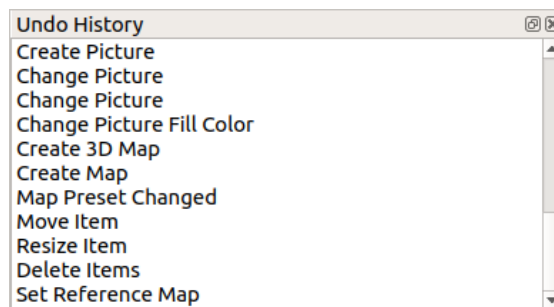 Undo History
Create Picture
Change Picture
Change Picture
Change Picture Fill Color
Create 3D Map
Create Map
Map Preset Changed
Move Item
Resize Item
Delete Items
Set Reference Map